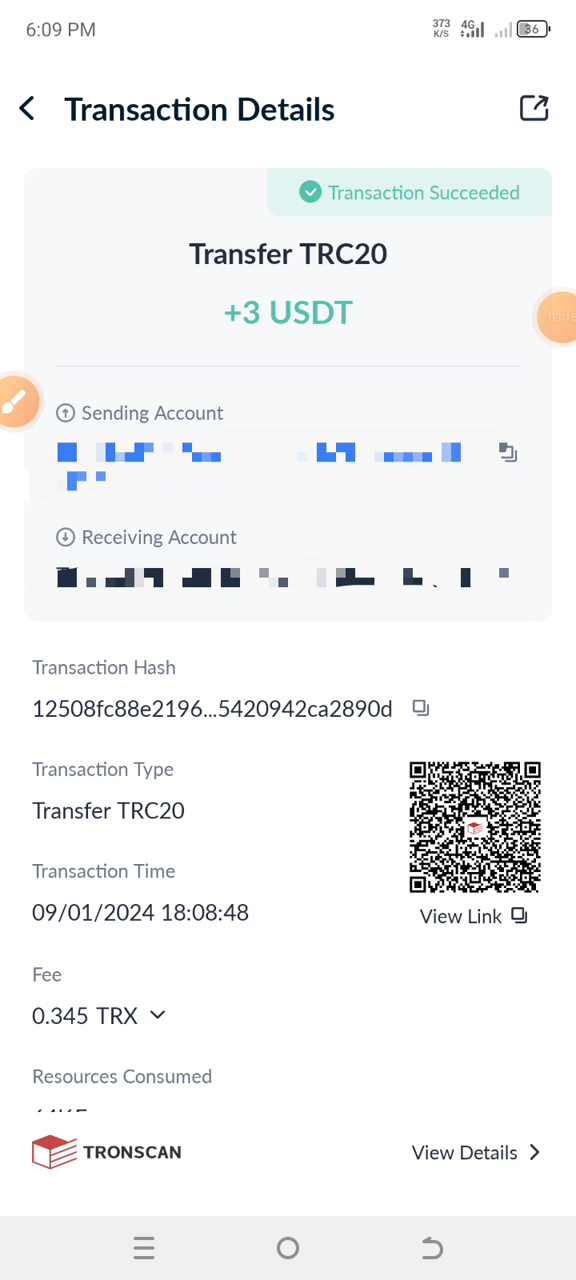 6:09 PM
373 K/S 4G 36
Transaction Details
Transaction Succeeded
Transfer TRC20
+3 USDT
03:15
Sending Account
Receiving Account
Transaction Hash
12508fc88e2196...5420942ca2890d
Transaction Type
Transfer TRC20
Transaction Time
09/01/2024 18:08:48
View Link
Fee
0.345 TRX
Resources Consumed
TRONSCAN
View Details